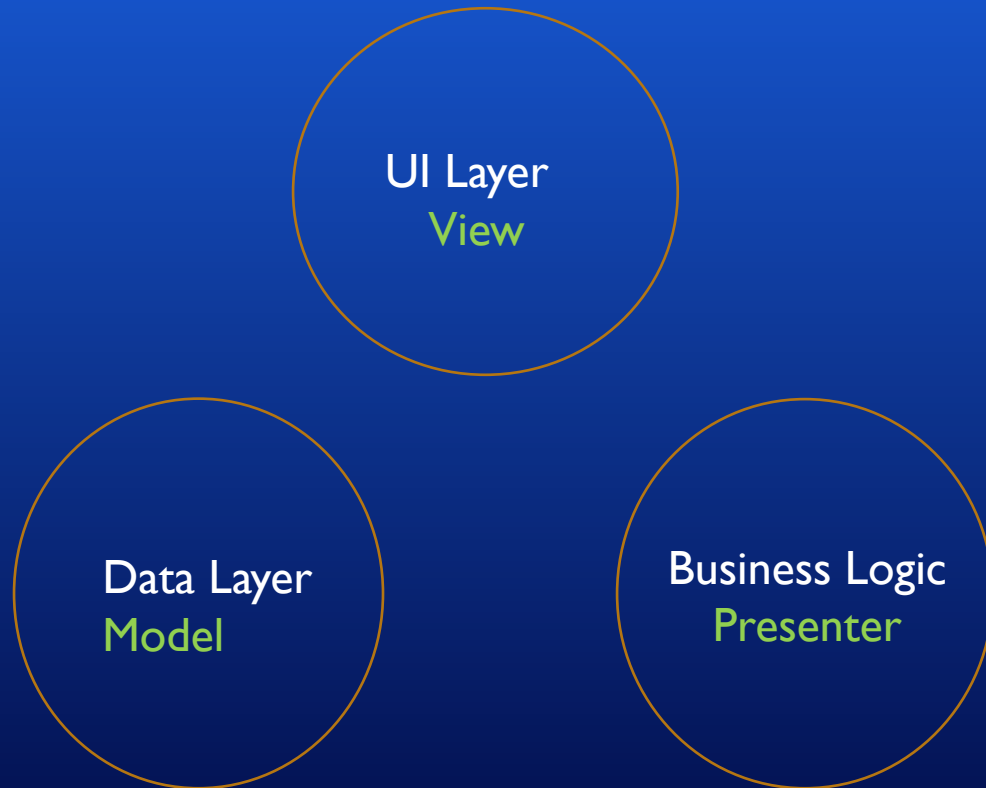 UI Layer
View
Data Layer
Model
Business Logic
Presenter